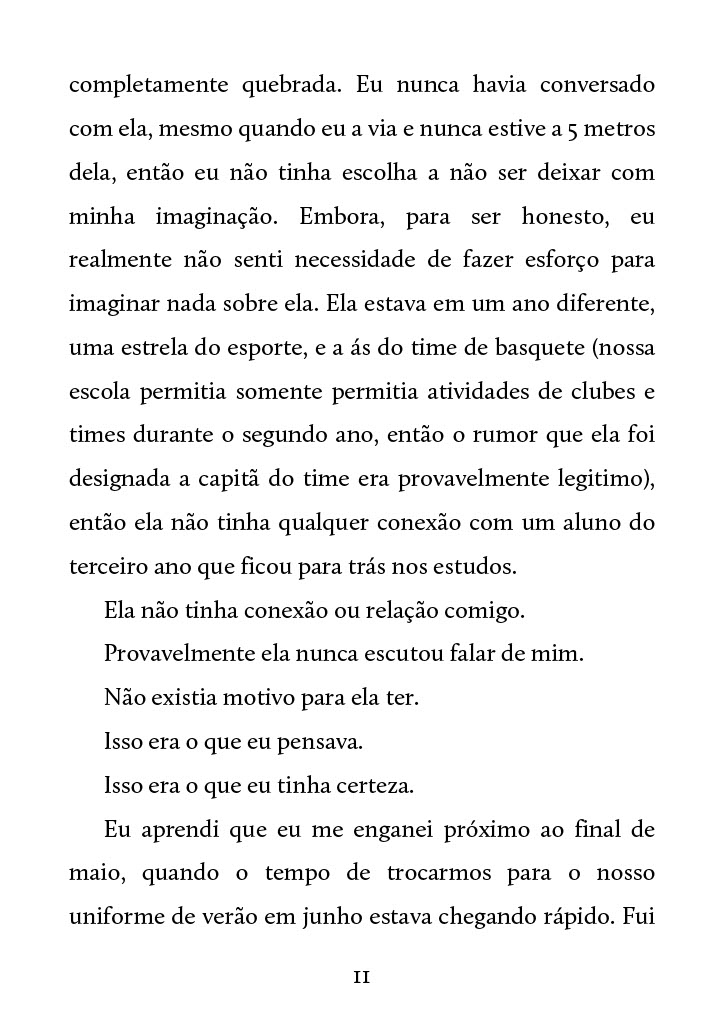 completamente quebrada. Eu nunca havia conversado
com ela, mesmo quando eu a via e nunca estive a 5 metros
dela, então eu não tinha escolha a não ser deixar com
minha imaginação. Embora, para ser honesto, eu
realmente não senti necessidade de fazer esforço para
imaginar nada sobre ela. Ela estava em um ano diferente,
uma estrela do esporte, e a ás do time de basquete (nossa
escola permitia somente permitia atividades de clubes e
times durante o segundo ano, então o rumor que ela foi
designada a capitã do time era provavelmente legitimo),
então ela não tinha qualquer conexão com um aluno do
terceiro ano que ficou para trás nos estudos.
Ela não tinha conexão ou relação comigo.
Provavelmente ela nunca escutou falar de mim.
Não existia motivo para ela ter.
Isso era o que eu pensava.
Isso era o que eu tinha certeza.
Eu aprendi que eu me enganei próximo ao final de
maio, quando o tempo de trocarmos para o nosso
uniforme de verão em junho estava chegando rápido. Fui
11